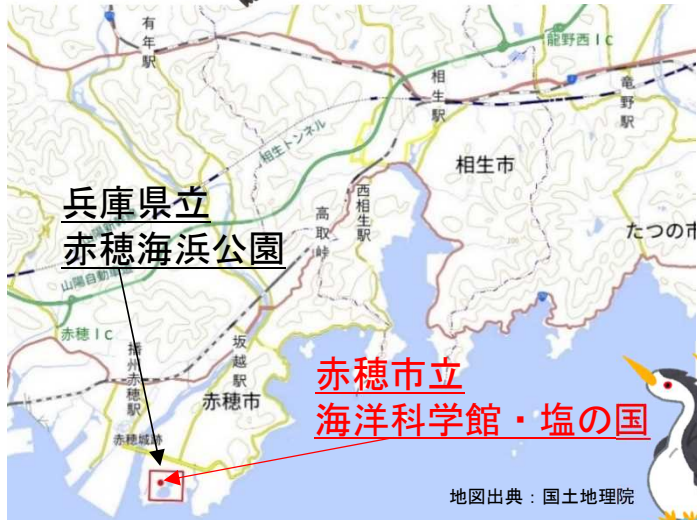 有年駅
龍野西Ｉｃ
相生駅
竜野駅
相生トンネル
相生市
兵庫県立
赤穂海浜公園
高取峠
西相生駅
たつの市
山陽自動車道
赤穂Ｉｃ
播州赤穂駅
坂越駅
赤穂市
赤穂市立
海洋科学館・塩の国
赤穂城跡
地図出典：国土地理院